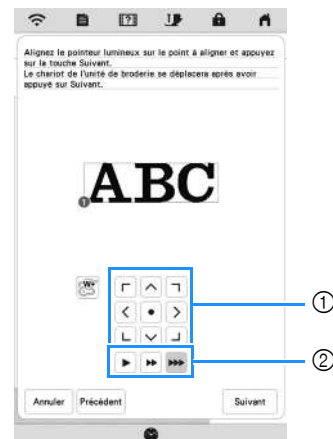 Alignez le pointeur lumineux sur le point à aligner et appuyez
sur la touche Suivant.
Le chariot de l'unité de broderie se déplacera après avoir
appuyé sur Suivant.
ABC
1
W+
①
②
Annuler Précédent Suivant